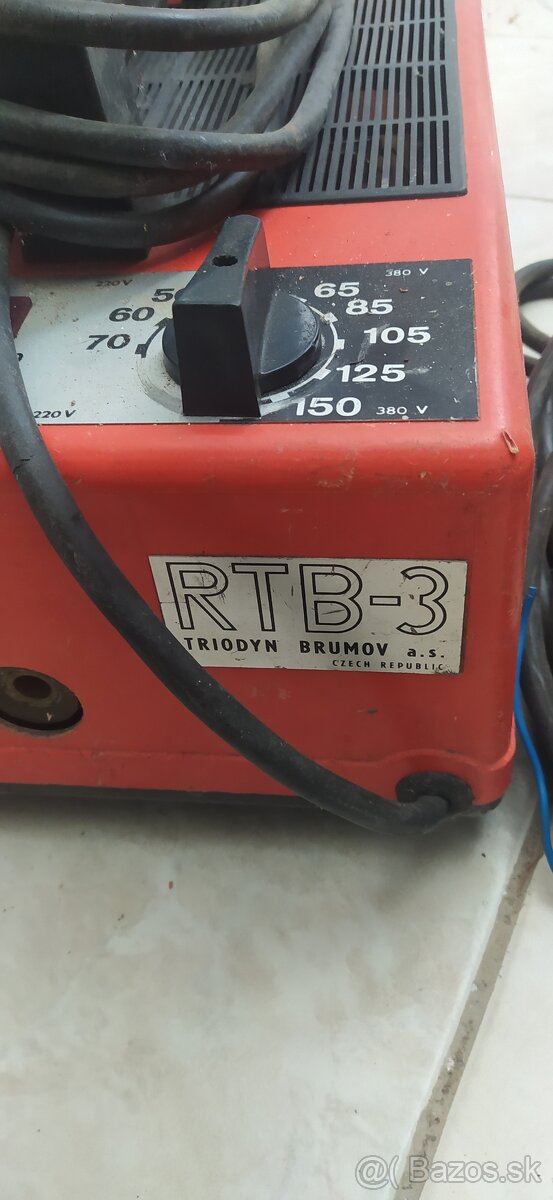 220 V
380 V
65
60
85
70
105
125
150
220 V
380 V
RTB-3
TRIODYN BRUMOV a.s.
CZECH REPUBLIC
@( Bazos.sk